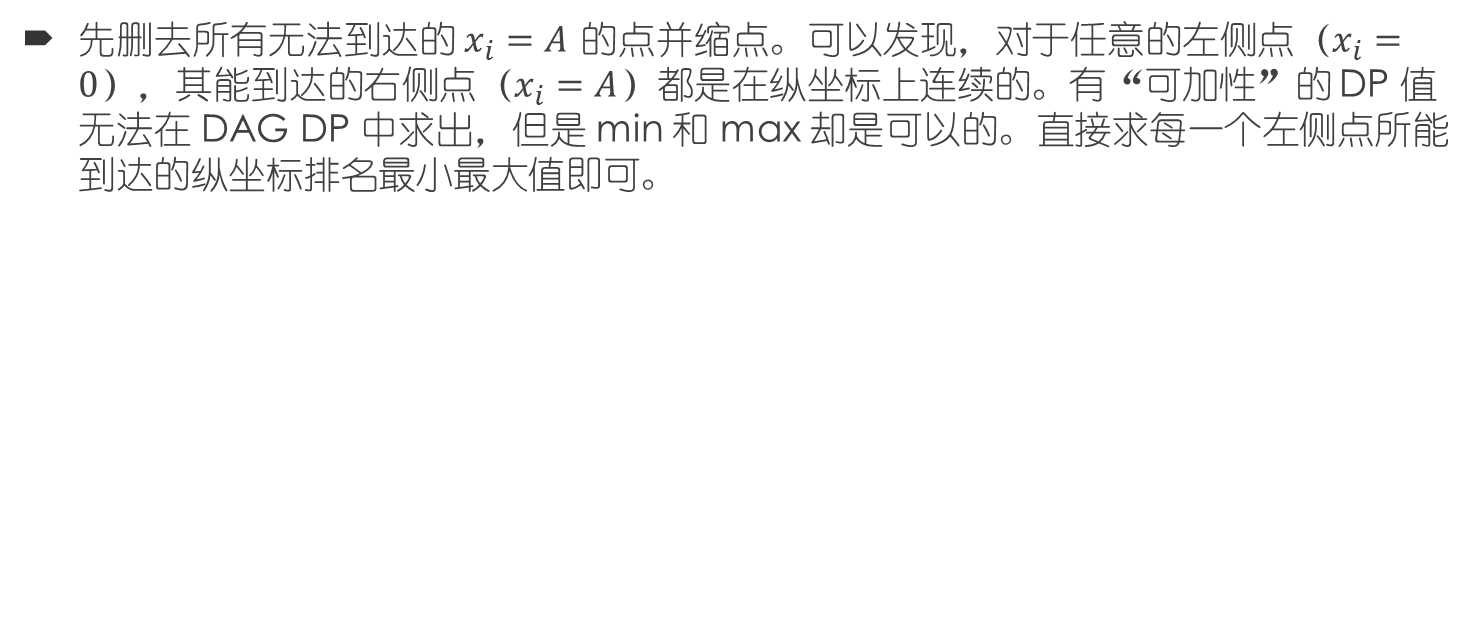 先删去所有无法到达的 xᵢ = A 的点并缩点。可以发现，对于任意的左侧点（xᵢ =
0），其能到达的右侧点（xᵢ = A）都是在纵坐标上连续的。有“可加性”的 DP 值
无法在 DAG DP 中求出，但是 min 和 max 却是可以的。直接求每一个左侧点所能
到达的纵坐标排名最小最大值即可。